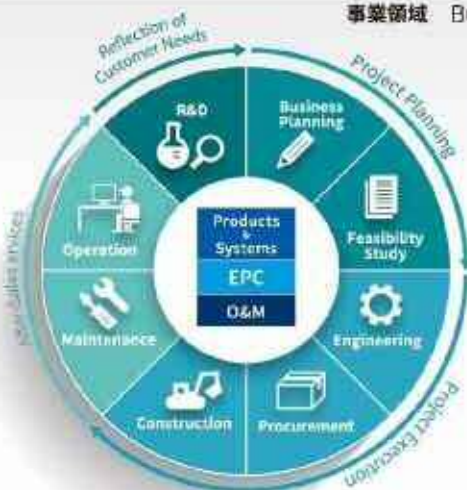 事業領域
Reflection of
Customer Needs
Project Planning
R&D
Business
Planning
Feasibility
Study
Operation
Products
&
Systems
EPC
O&M
Maintenance
Engineering
Construction
Procurement
Project Execution